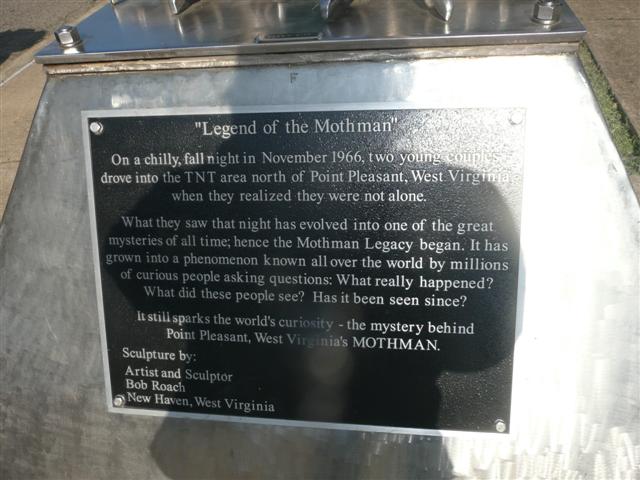 "Legend of the Mothman"
On a chilly, fall night in November 1966, two young couples
drove into the TNT area north of Point Pleasant, West Virginia
when they realized they were not alone.
What they saw that night has evolved into one of the great
mysteries of all time; hence the Mothman Legacy began. It has
grown into a phenomenon known all over the world by millions
of curious people asking questions: What really happened?
What did these people see? Has it been seen since?
It still sparks the world's curiosity - the mystery behind
Point Pleasant, West Virginia's MOTHMAN.
Sculpture by:
Artist and Sculptor
Bob Roach
New Haven, West Virginia